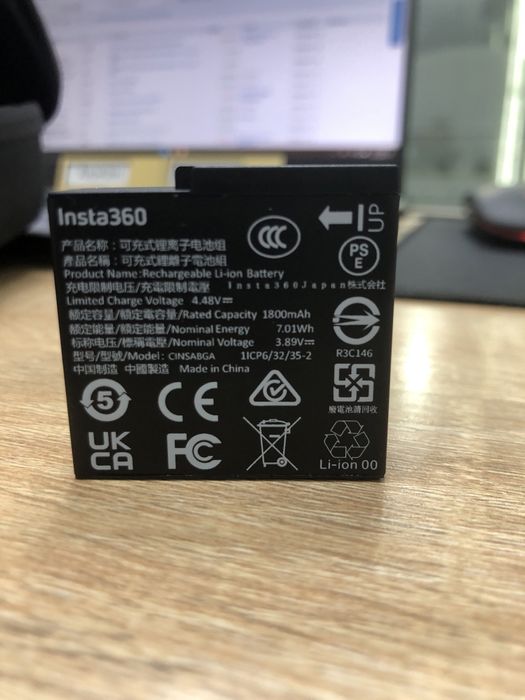 Insta360
UP
产品名称：可充式锂离子电池组
產品名稱：可充式鋰離子電池組
Product Name:Rechargeable Li-ion Battery
PS
E
充电限制电压/充電限制電壓
Insta360Japan株式会社
Limited Charge Voltage 4.48V⎓
额定容量/額定電容量/Rated Capacity 1800mAh
额定能量/額定能量/Nominal Energy 7.01Wh
标称电压/標稱電壓/Nominal Voltage 3.89V⎓
型号/型號/Model: CINSABGA 1ICP6/32/35-2
R3C146
中国制造 中國製造 Made in China
5
CE
廢電池請回收
UK
CA
FC
Li-ion 00